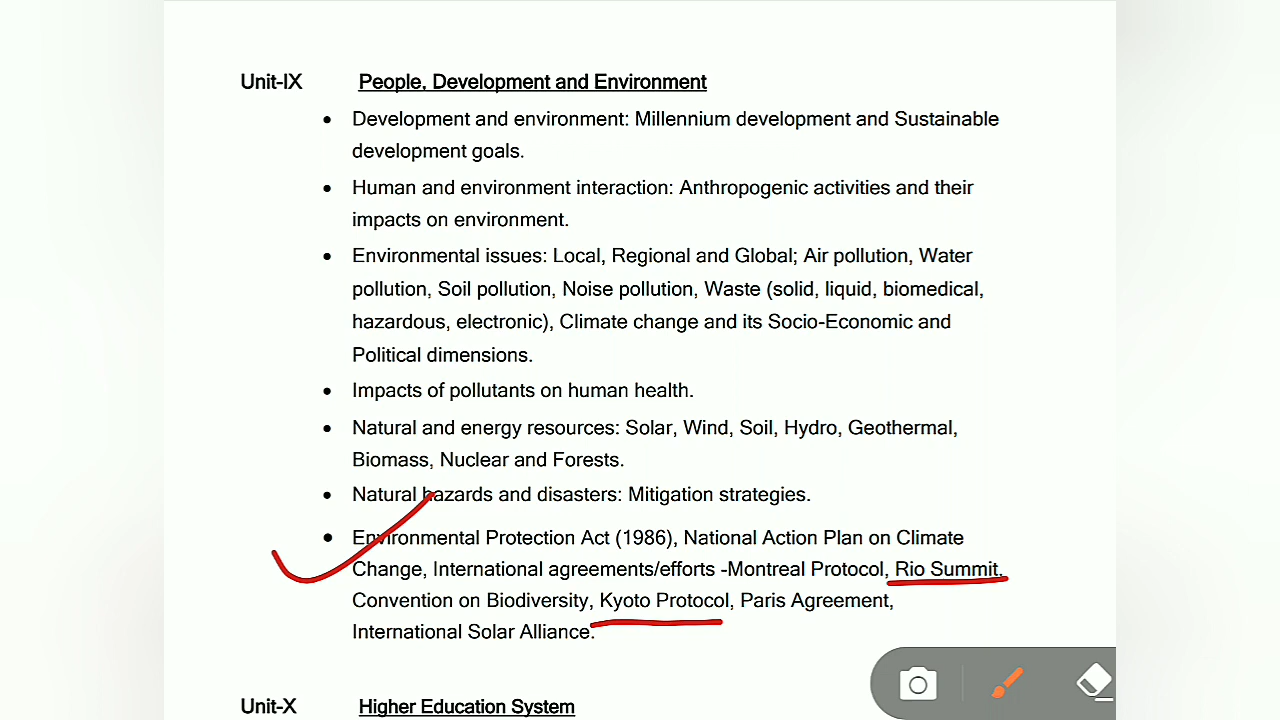 Unit-IX People, Development and Environment
• Development and environment: Millennium development and Sustainable
development goals.
• Human and environment interaction: Anthropogenic activities and their
impacts on environment.
• Environmental issues: Local, Regional and Global; Air pollution, Water
pollution, Soil pollution, Noise pollution, Waste (solid, liquid, biomedical,
hazardous, electronic), Climate change and its Socio-Economic and
Political dimensions.
• Impacts of pollutants on human health.
• Natural and energy resources: Solar, Wind, Soil, Hydro, Geothermal,
Biomass, Nuclear and Forests.
• Natural hazards and disasters: Mitigation strategies.
• Environmental Protection Act (1986), National Action Plan on Climate
Change, International agreements/efforts -Montreal Protocol, Rio Summit,
Convention on Biodiversity, Kyoto Protocol, Paris Agreement,
International Solar Alliance.
Unit-X Higher Education System